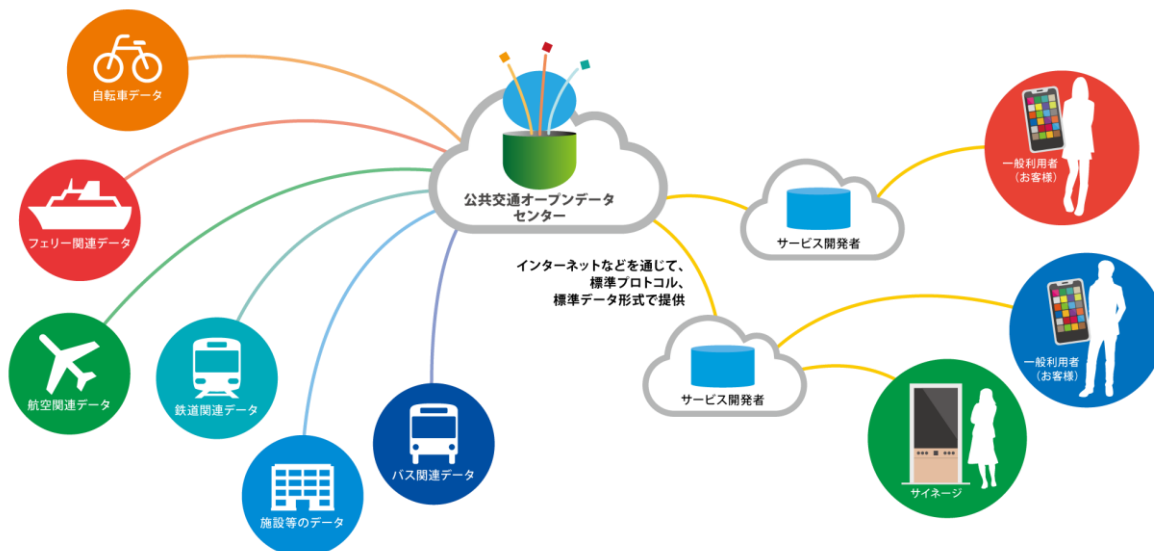 自転車データ
フェリー関連データ
航空関連データ
鉄道関連データ
施設等のデータ
バス関連データ
公共交通オープンデータ
センター
インターネットなどを通じて、
標準プロトコル、
標準データ形式で提供
サービス開発者
サービス開発者
一般利用者
(お客様)
一般利用者
(お客様)
サイネージ